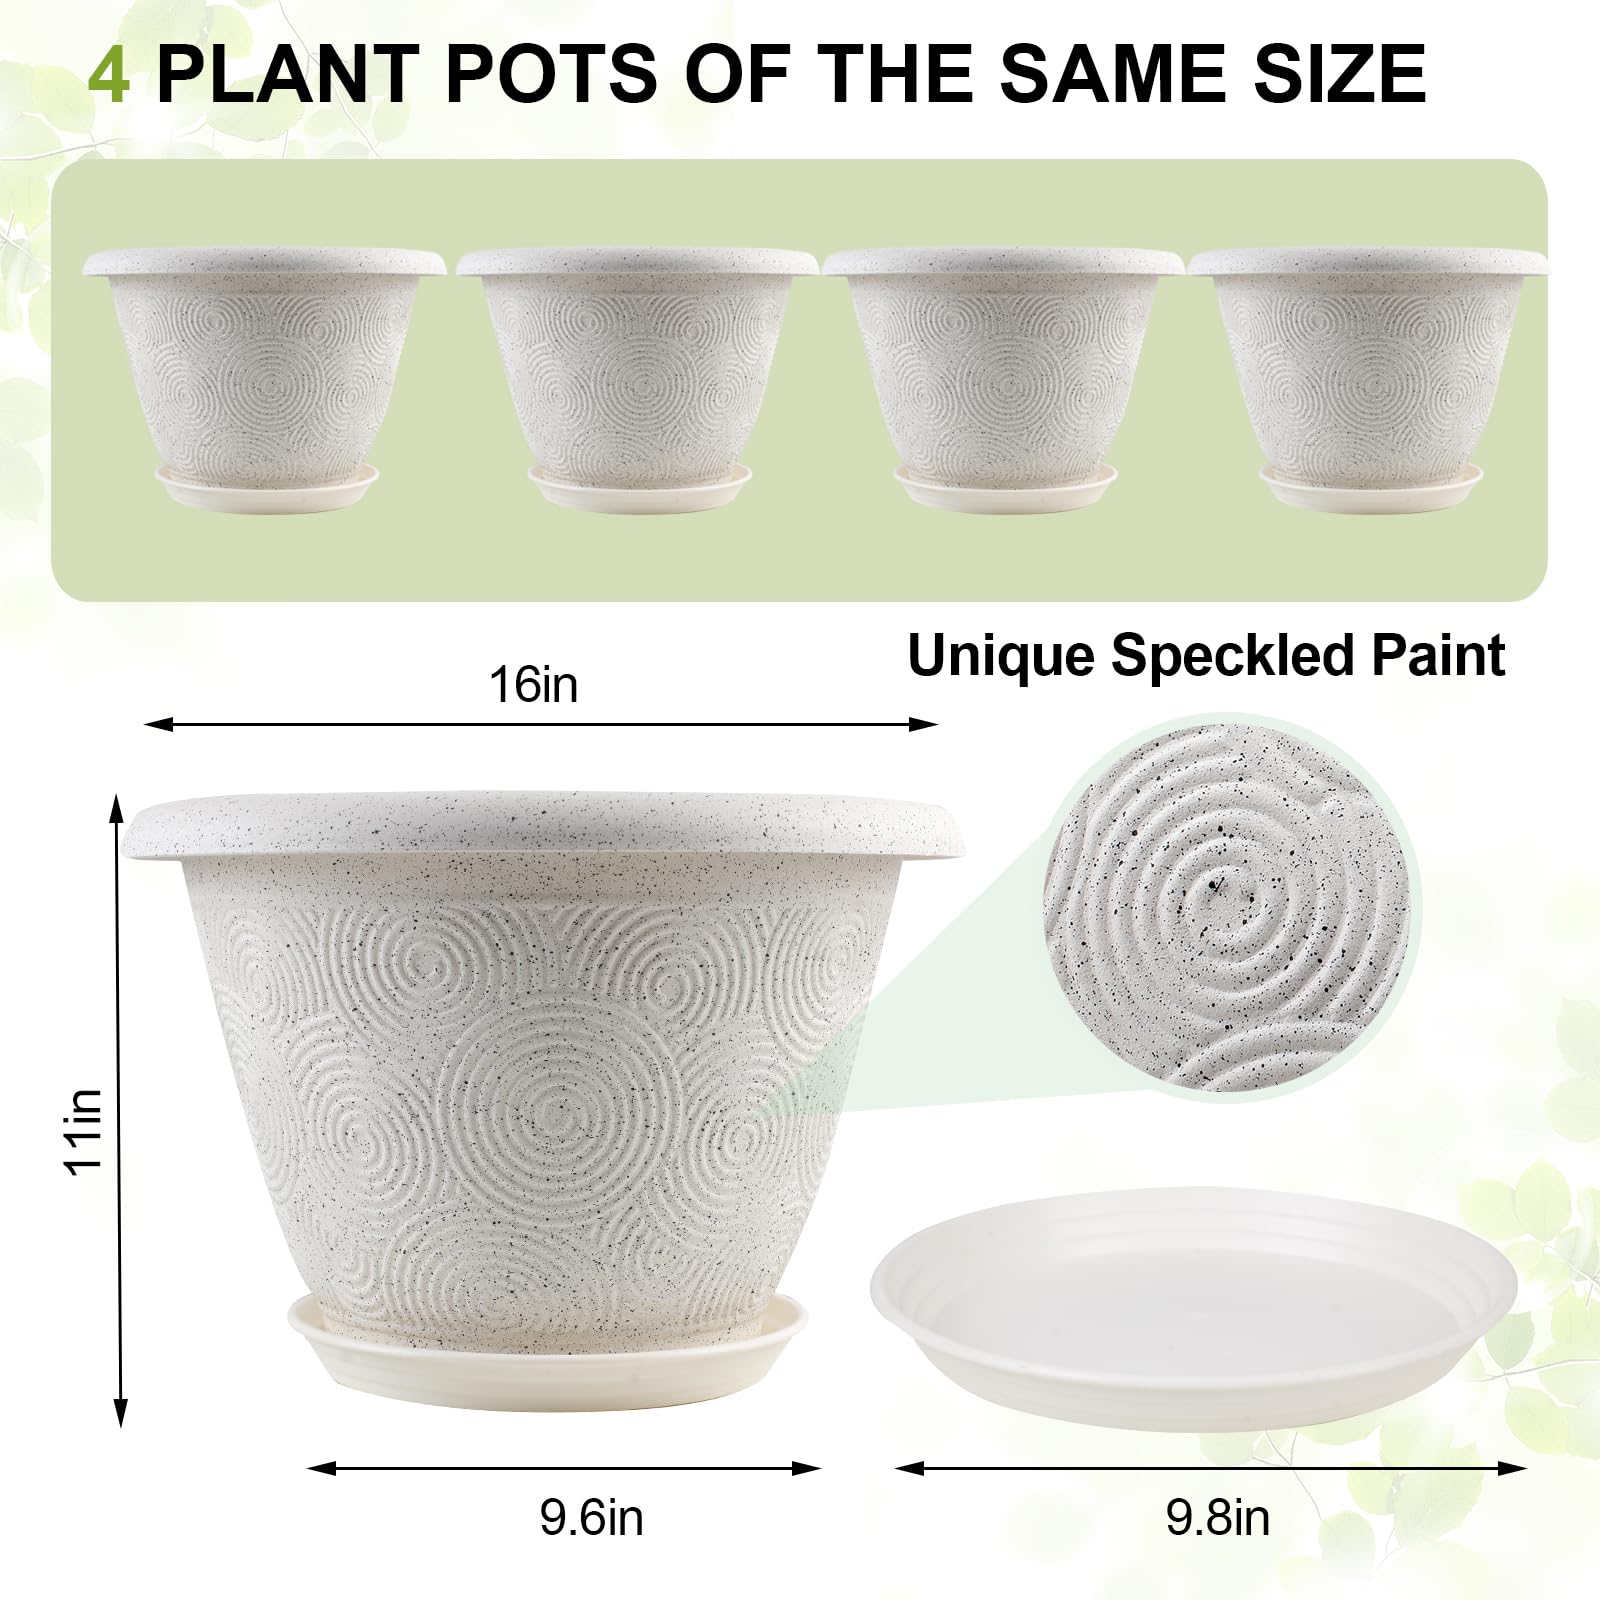 4 PLANT POTS OF THE SAME SIZE
Unique Speckled Paint
16in
11in
9.6in
9.8in